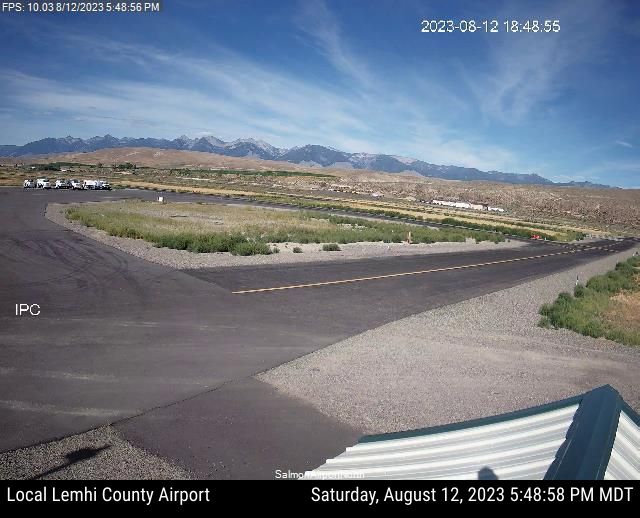 FPS: 10.03 8/12/2023 5:48:56 PM
2023-08-12 18:48:55
IPC
Local Lemhi County Airport
Saturday, August 12, 2023 5:48:58 PM MDT